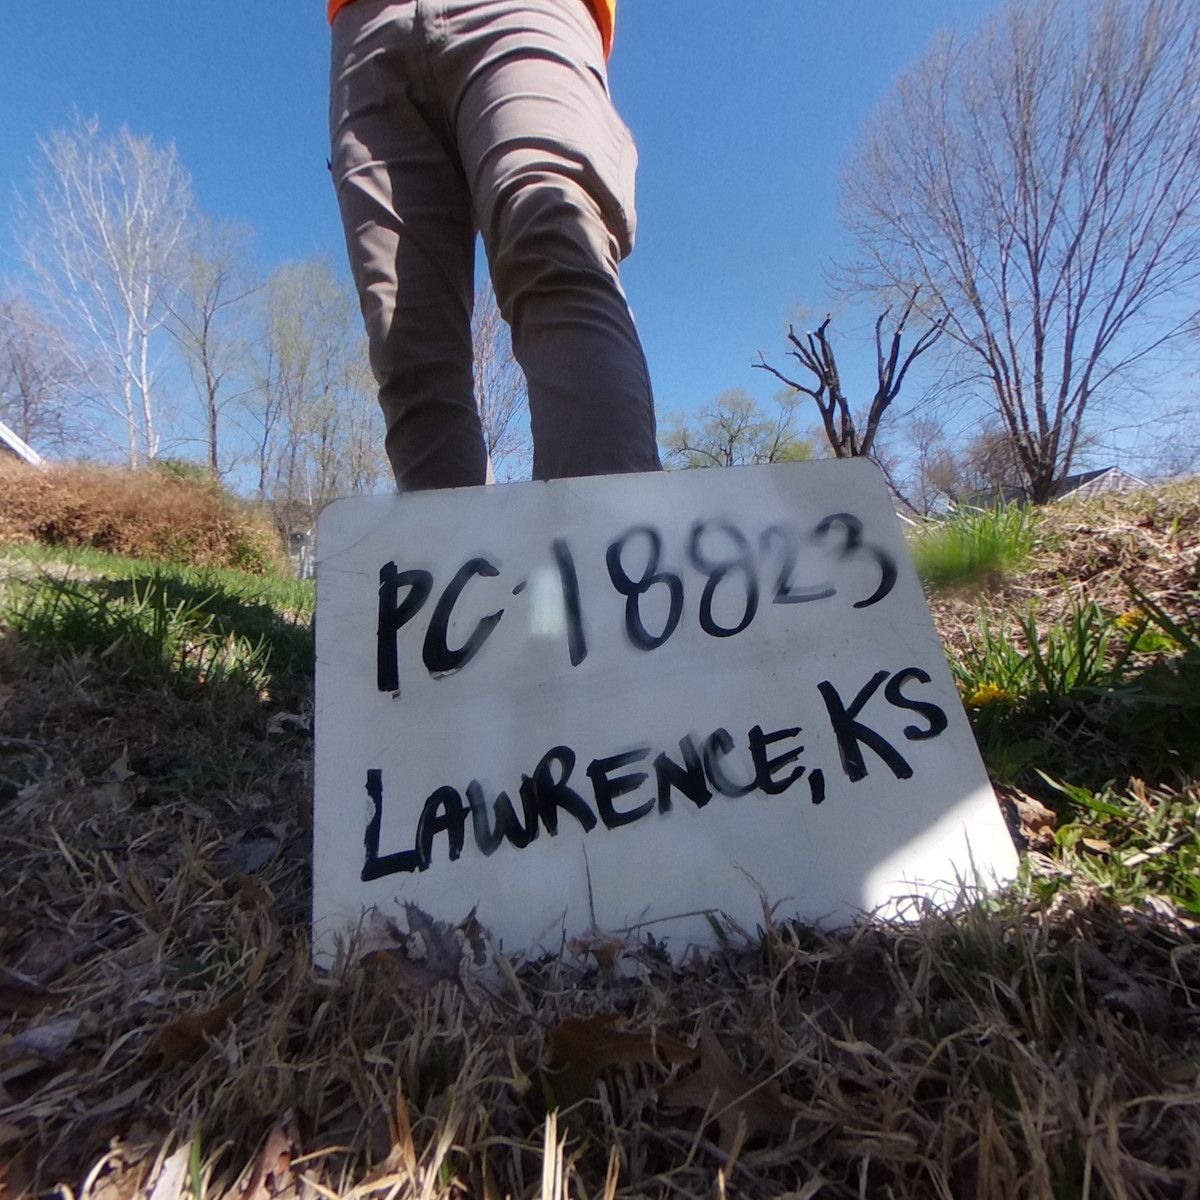 PC-18823
LAWRENCE, KS